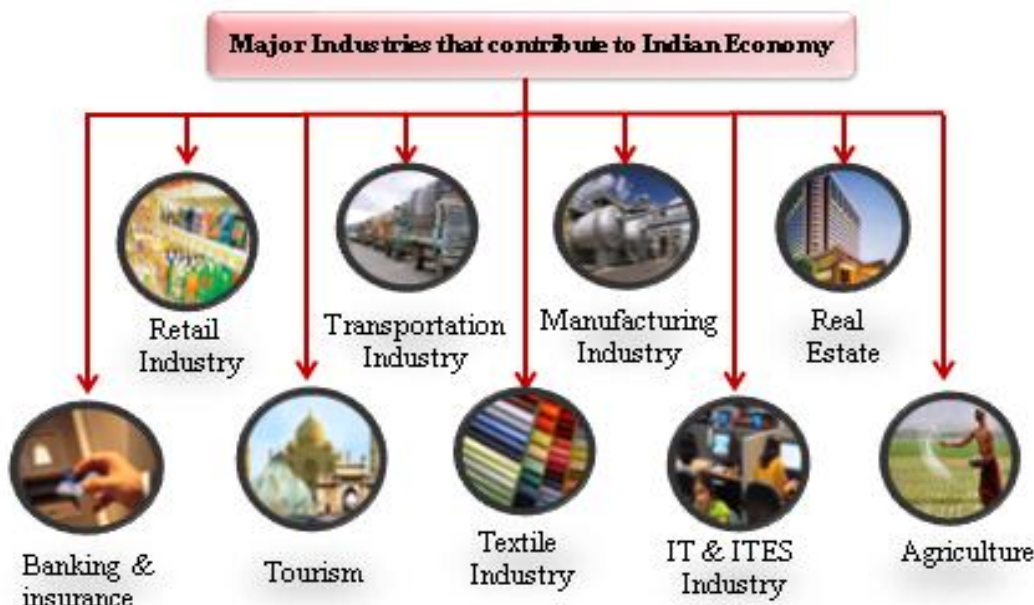 Major Industries that contribute to Indian Economy
Retail
Industry
Transportation
Industry
Manufacturing
Industry
Real
Estate
Banking &
insurance
Tourism
Textile
Industry
IT & ITES
Industry
Agriculture